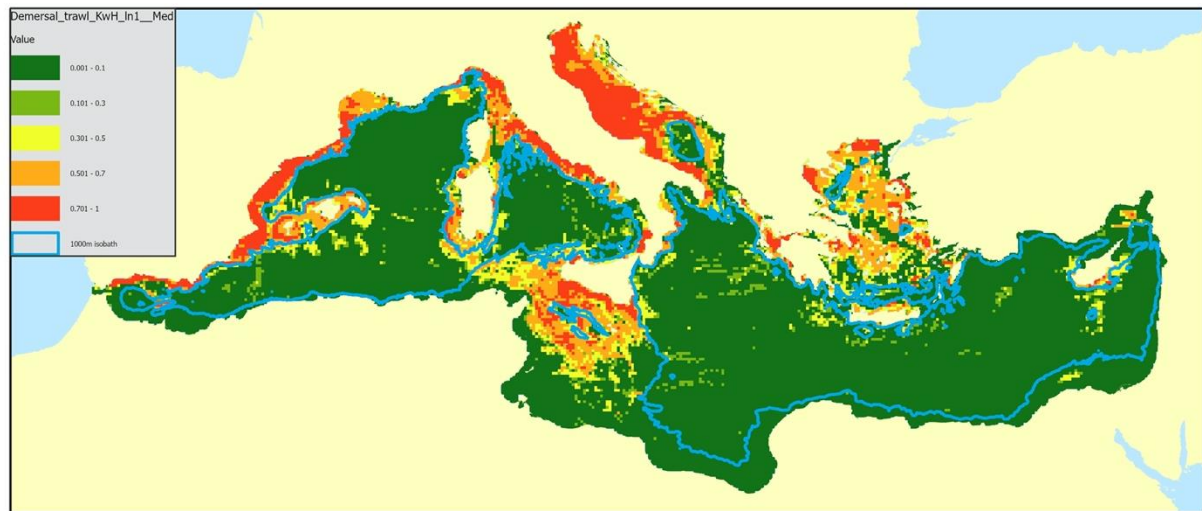 Demersal_trawl_KwH_ln1__Med
Value
0.001 - 0.1
0.101 - 0.3
0.301 - 0.5
0.501 - 0.7
0.701 - 1
1000m isobath